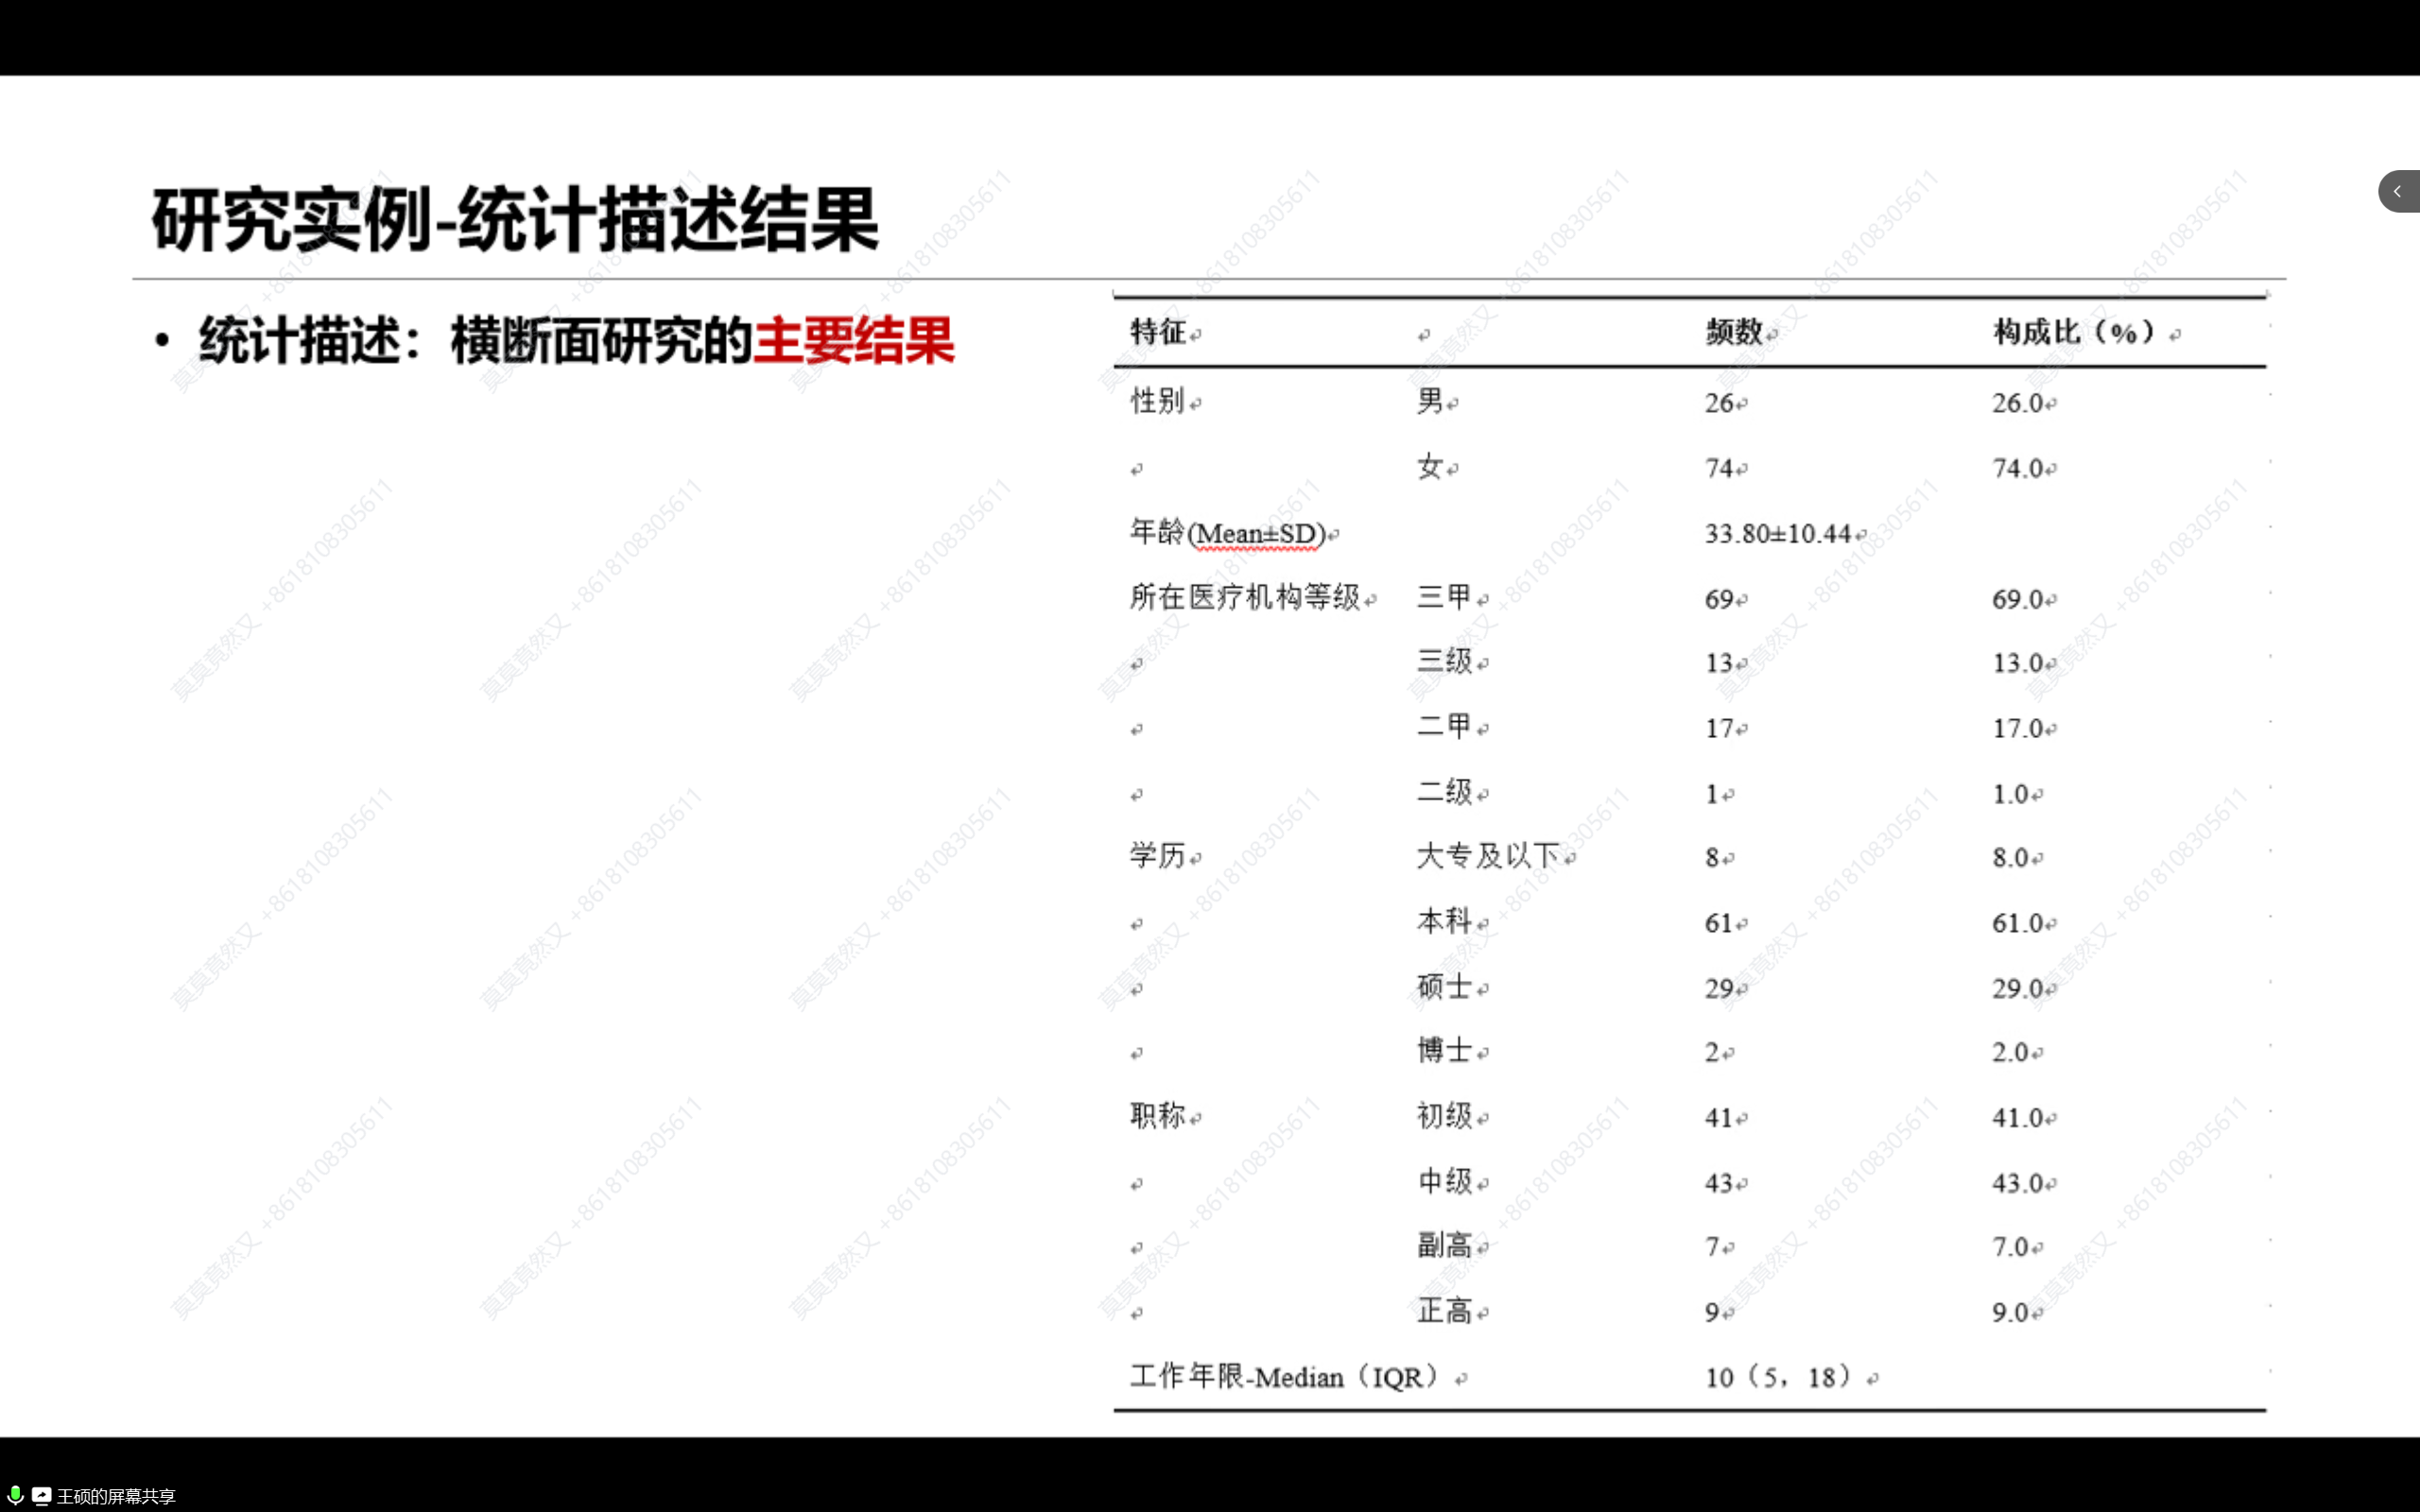 研究实例-统计描述结果
• 统计描述：横断面研究的主要结果
特征 频数 构成比（%）
性别 男 26 26.0
女 74 74.0
年龄(Mean±SD) 33.80±10.44
所在医疗机构等级 三甲 69 69.0
三级 13 13.0
二甲 17 17.0
二级 1 1.0
学历 大专及以下 8 8.0
本科 61 61.0
硕士 29 29.0
博士 2 2.0
职称 初级 41 41.0
中级 43 43.0
副高 7 7.0
正高 9 9.0
工作年限-Median（IQR） 10（5，18）
王硕的屏幕共享